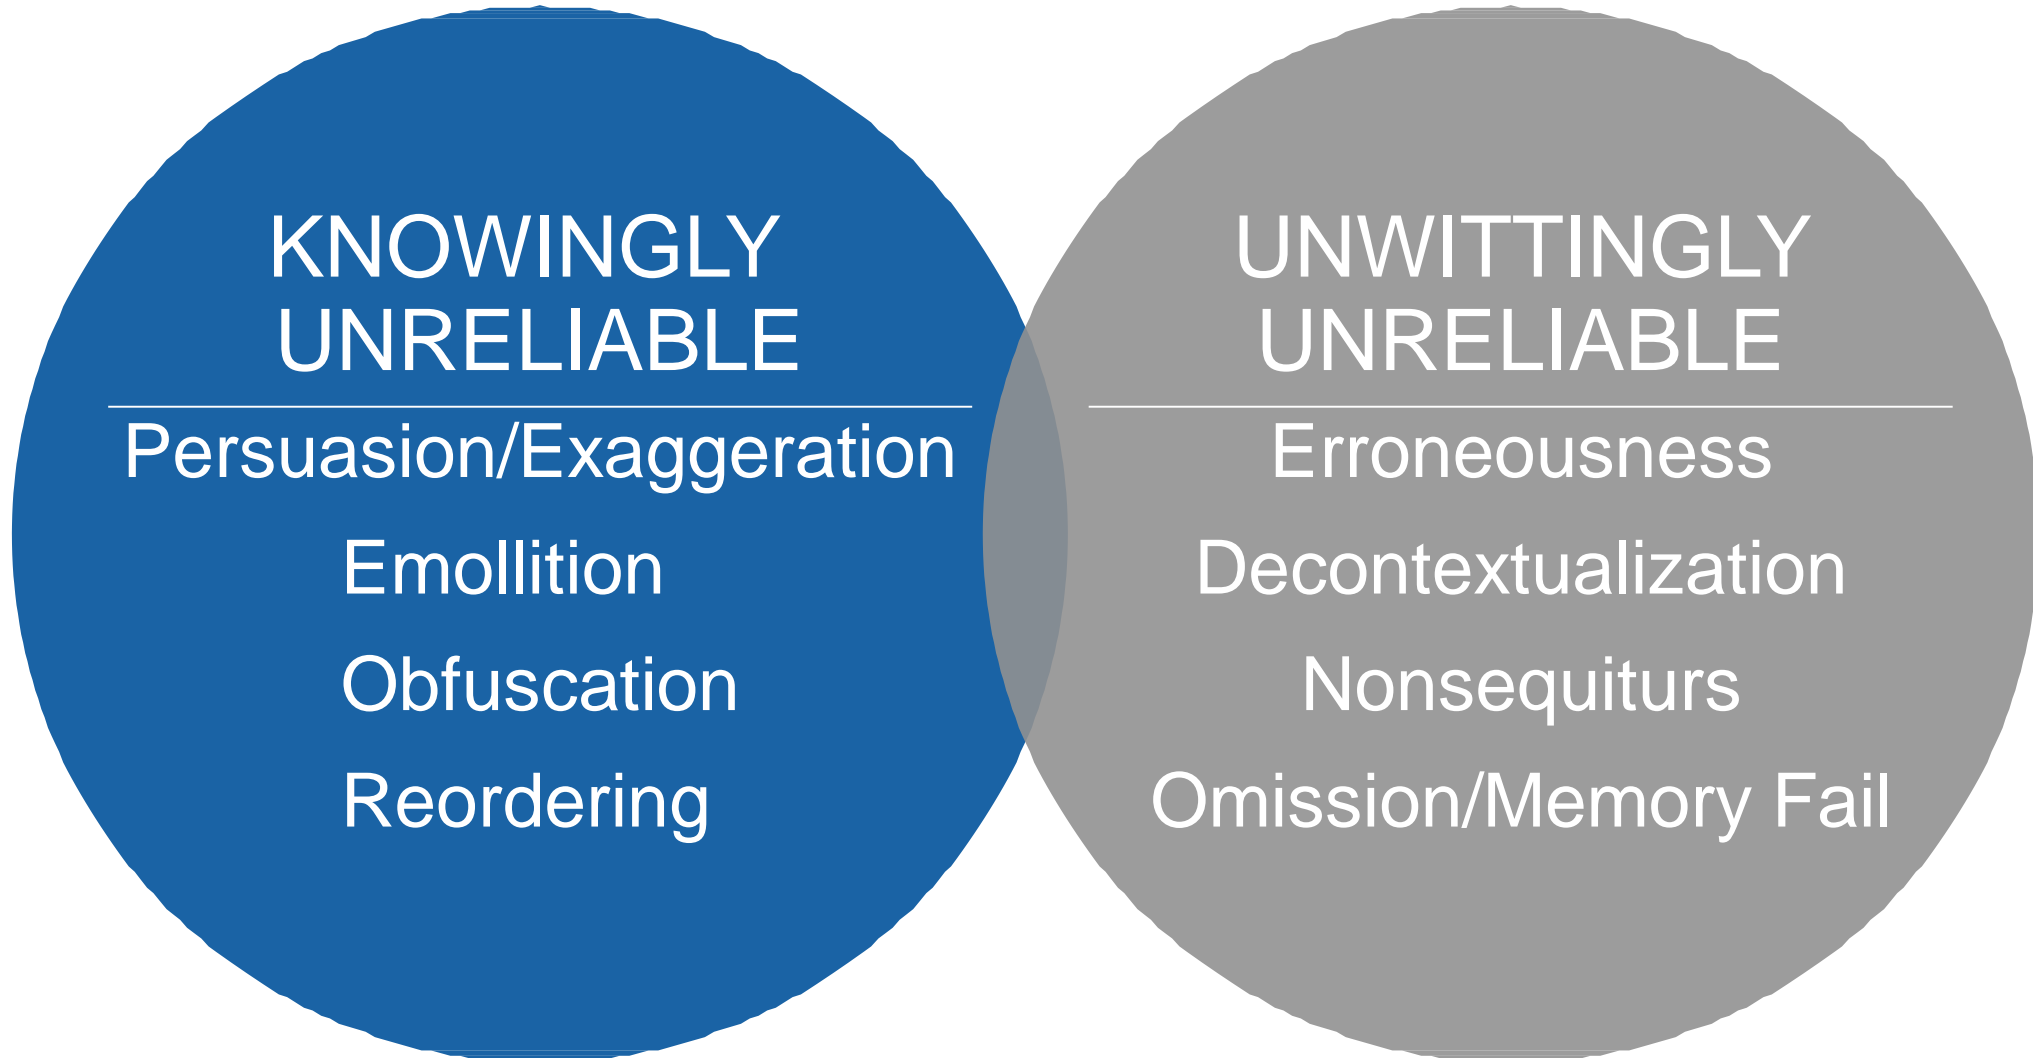 KNOWINGLY
UNRELIABLE
Persuasion/Exaggeration
Emollition
Obfuscation
Reordering
UNWITTINGLY
UNRELIABLE
Erroneousness
Decontextualization
Nonsequiturs
Omission/Memory Fail